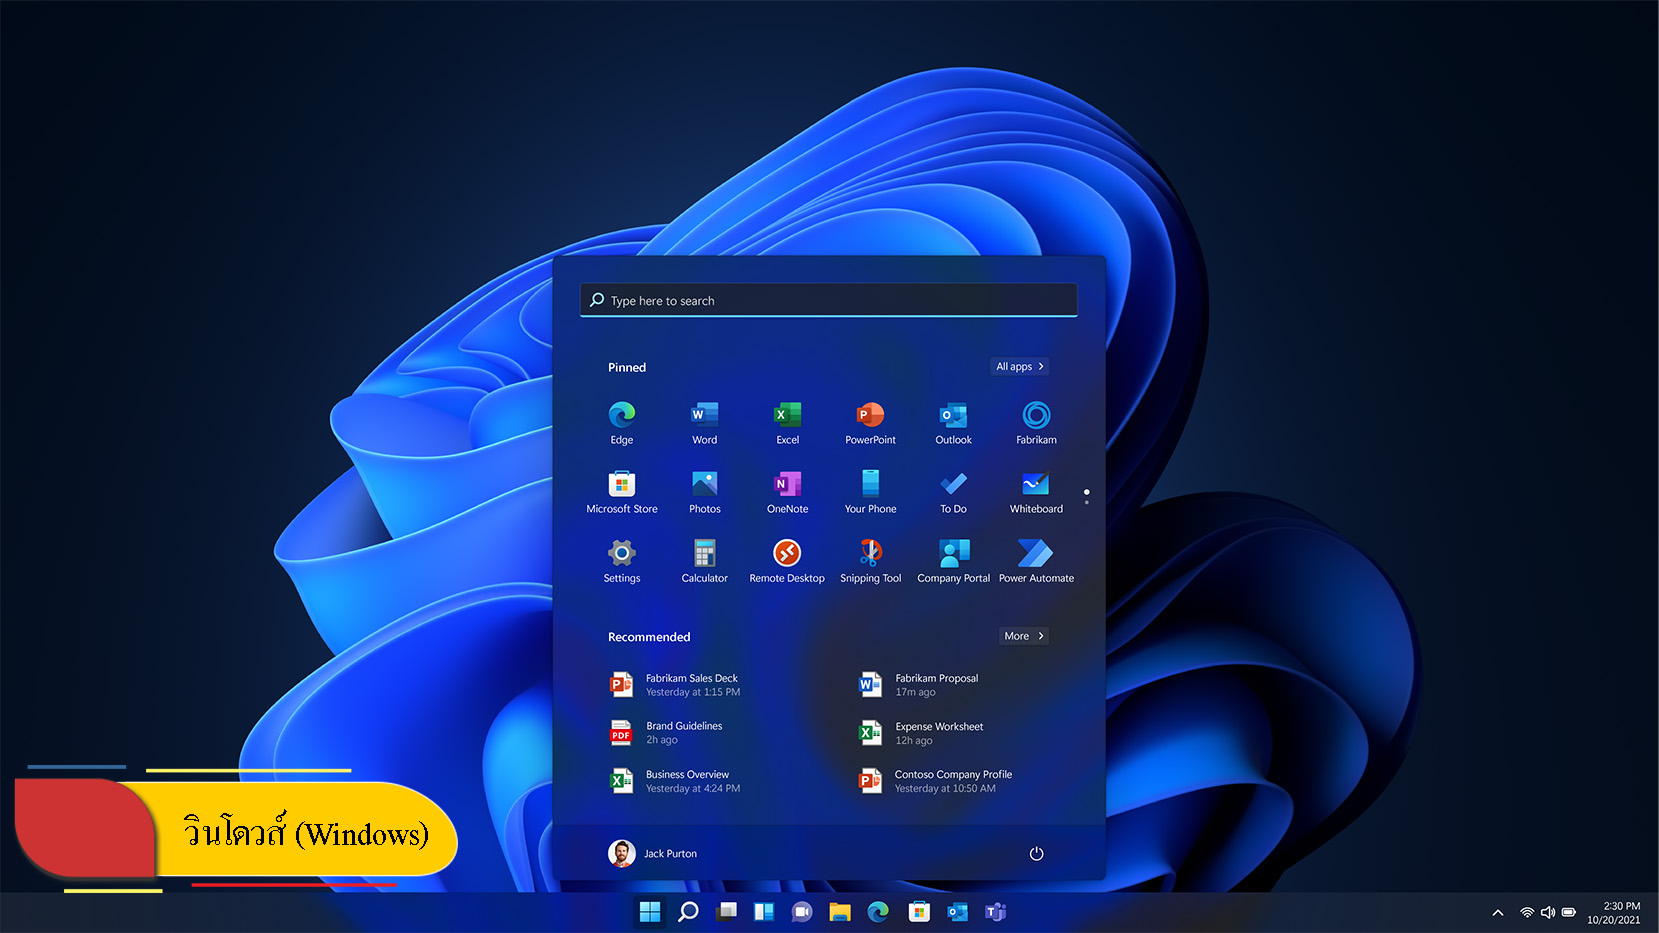 Type here to search
Pinned
All apps
Edge
Word
Excel
PowerPoint
Outlook
Fabrikam
Microsoft Store
Photos
OneNote
Your Phone
To Do
Whiteboard
Settings
Calculator
Remote Desktop
Snipping Tool
Company Portal
Power Automate
Recommended
More
Fabrikam Sales Deck
Yesterday at 1:15 PM
Fabrikam Proposal
17m ago
Brand Guidelines
2h ago
Expense Worksheet
12h ago
Business Overview
Yesterday at 4:24 PM
Contoso Company Profile
Yesterday at 10:50 AM
วินโดวส์ (Windows)
Jack Purton
2:30 PM
10/20/2021